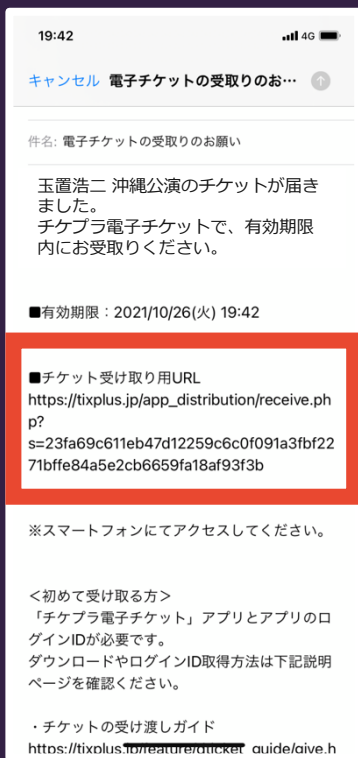 19:42
4G
キャンセル 電子チケットの受取りのお…
件名: 電子チケットの受取りのお願い
玉置浩二 沖縄公演のチケットが届き
ました。
チケプラ電子チケットで、有効期限
内にお受取りください。
■有効期限：2021/10/26(火) 19:42
■チケット受け取り用URL
https://tixplus.jp/app_distribution/receive.ph
p?
s=23fa69c611eb47d12259c6c0f091a3fbf22
71bffe84a5e2cb6659fa18af93f3b
※スマートフォンにてアクセスしてください。
＜初めて受け取る方＞
「チケプラ電子チケット」アプリとアプリのロ
グインIDが必要です。
ダウンロードやログインID取得方法は下記説明
ページを確認ください。
・チケットの受け渡しガイド
https://tixplus.jp/feature/qticket_guide/give.h